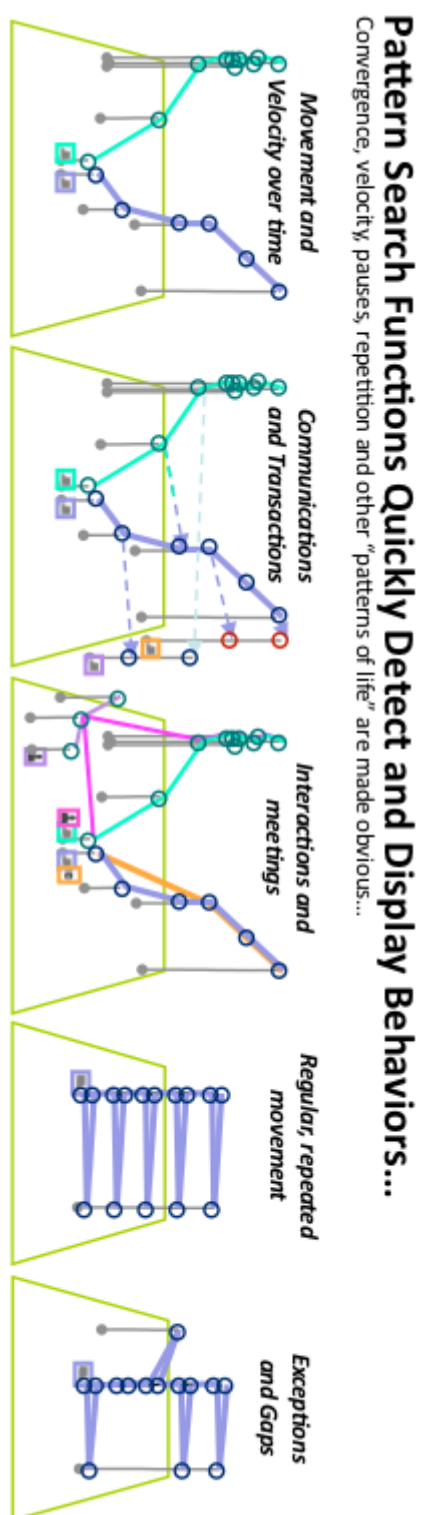 Pattern Search Functions Quickly Detect and Display Behaviors...
Convergence, velocity, pauses, repetition and other “patterns of life” are made obvious...
Movement and
Velocity over time
Communications
and Transactions
Interactions and
meetings
Regular, repeated
movement
Exceptions
and Gaps